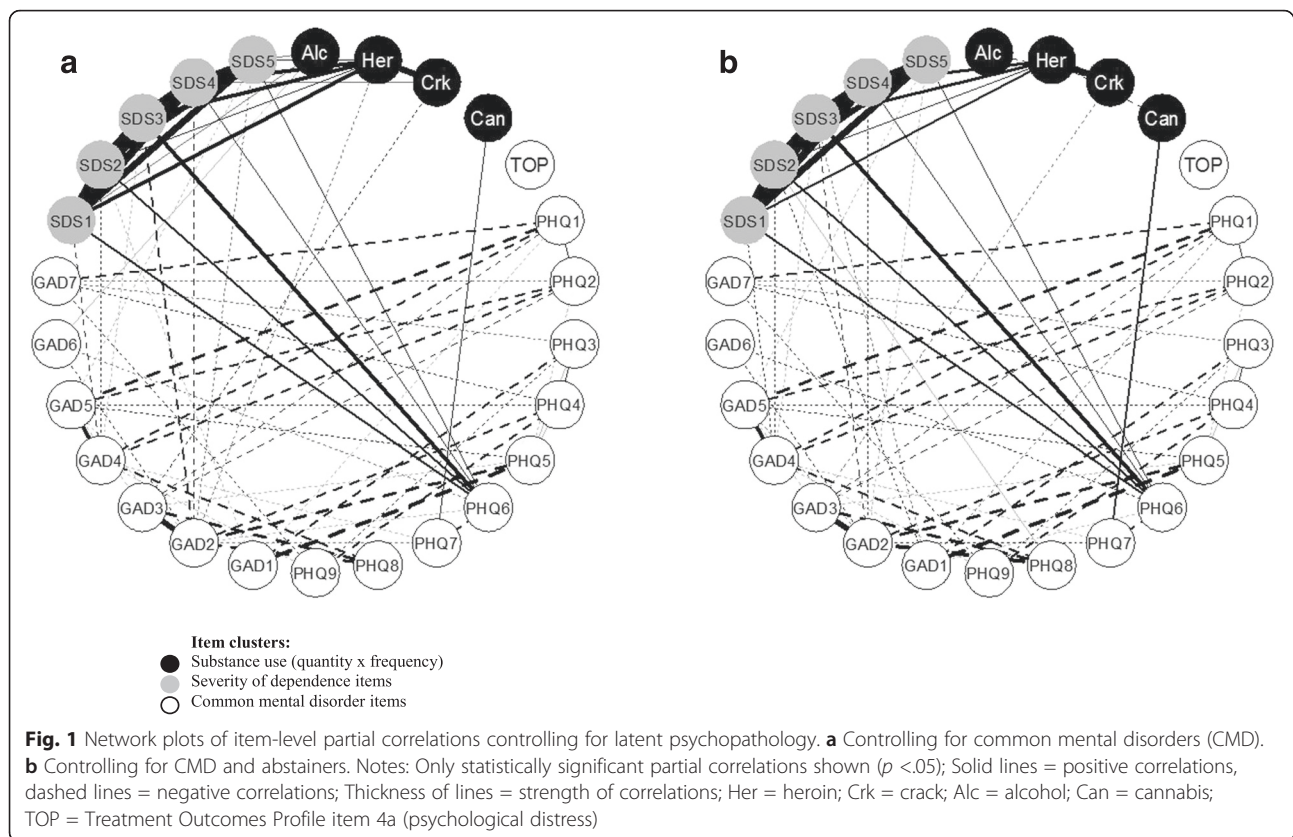 a
b
Alc
Her
Crk
Can
TOP
PHQ1
PHQ2
PHQ3
PHQ4
PHQ5
PHQ6
PHQ7
PHQ8
PHQ9
GAD1
GAD2
GAD3
GAD4
GAD5
GAD6
GAD7
SDS1
SDS2
SDS3
SDS4
SDS5
Alc
Her
Crk
Can
TOP
PHQ1
PHQ2
PHQ3
PHQ4
PHQ5
PHQ6
PHQ7
PHQ8
PHQ9
GAD1
GAD2
GAD3
GAD4
GAD5
GAD6
GAD7
SDS1
SDS2
SDS3
SDS4
SDS5
Item clusters:
Substance use (quantity x frequency)
Severity of dependence items
Common mental disorder items
Fig. 1 Network plots of item-level partial correlations controlling for latent psychopathology. a Controlling for common mental disorders (CMD).
b Controlling for CMD and abstainers. Notes: Only statistically significant partial correlations shown (p <.05); Solid lines = positive correlations,
dashed lines = negative correlations; Thickness of lines = strength of correlations; Her = heroin; Crk = crack; Alc = alcohol; Can = cannabis;
TOP = Treatment Outcomes Profile item 4a (psychological distress)